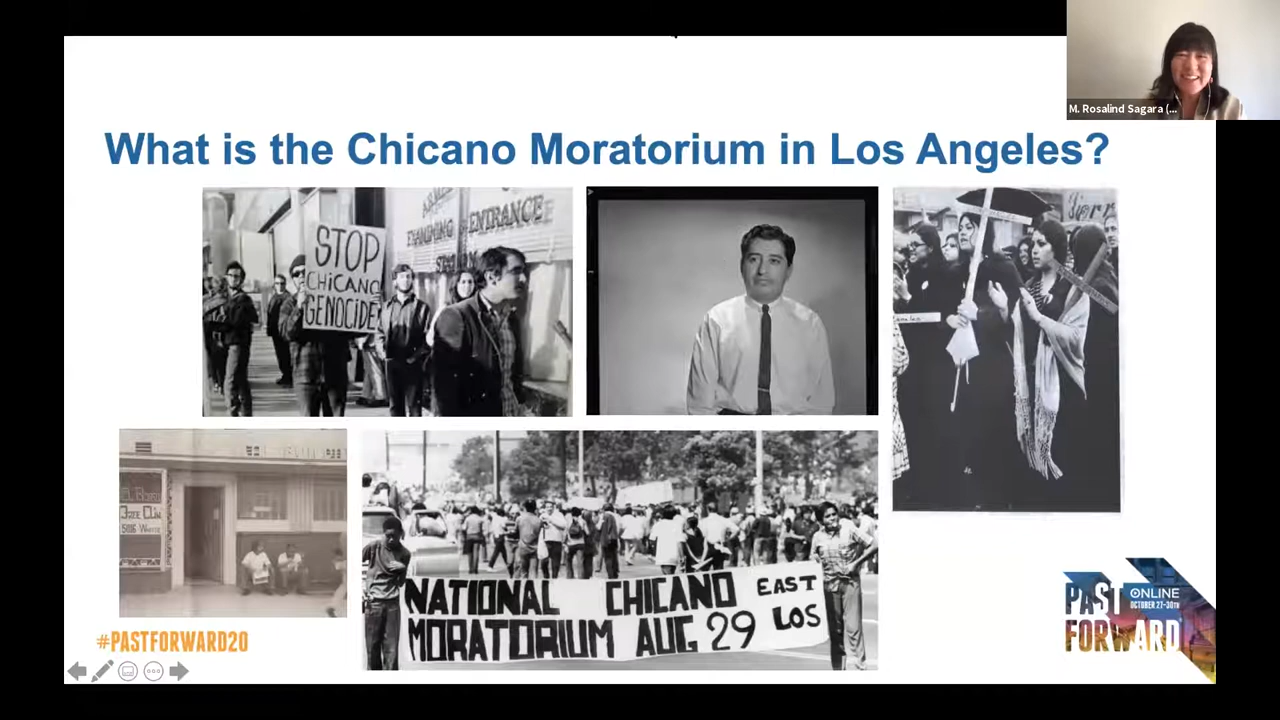 M. Rosalind Sagara (...
What is the Chicano Moratorium in Los Angeles?
STOP
CHiCANO
GENOCiDE
EXAMINING ENTRANCE
NATIONAL CHICANO EAST
MORATORIUM AUG 29 LOS
#PASTFORWARD20
PAST
FORWARD
ONLINE
OCTOBER 27-30TH